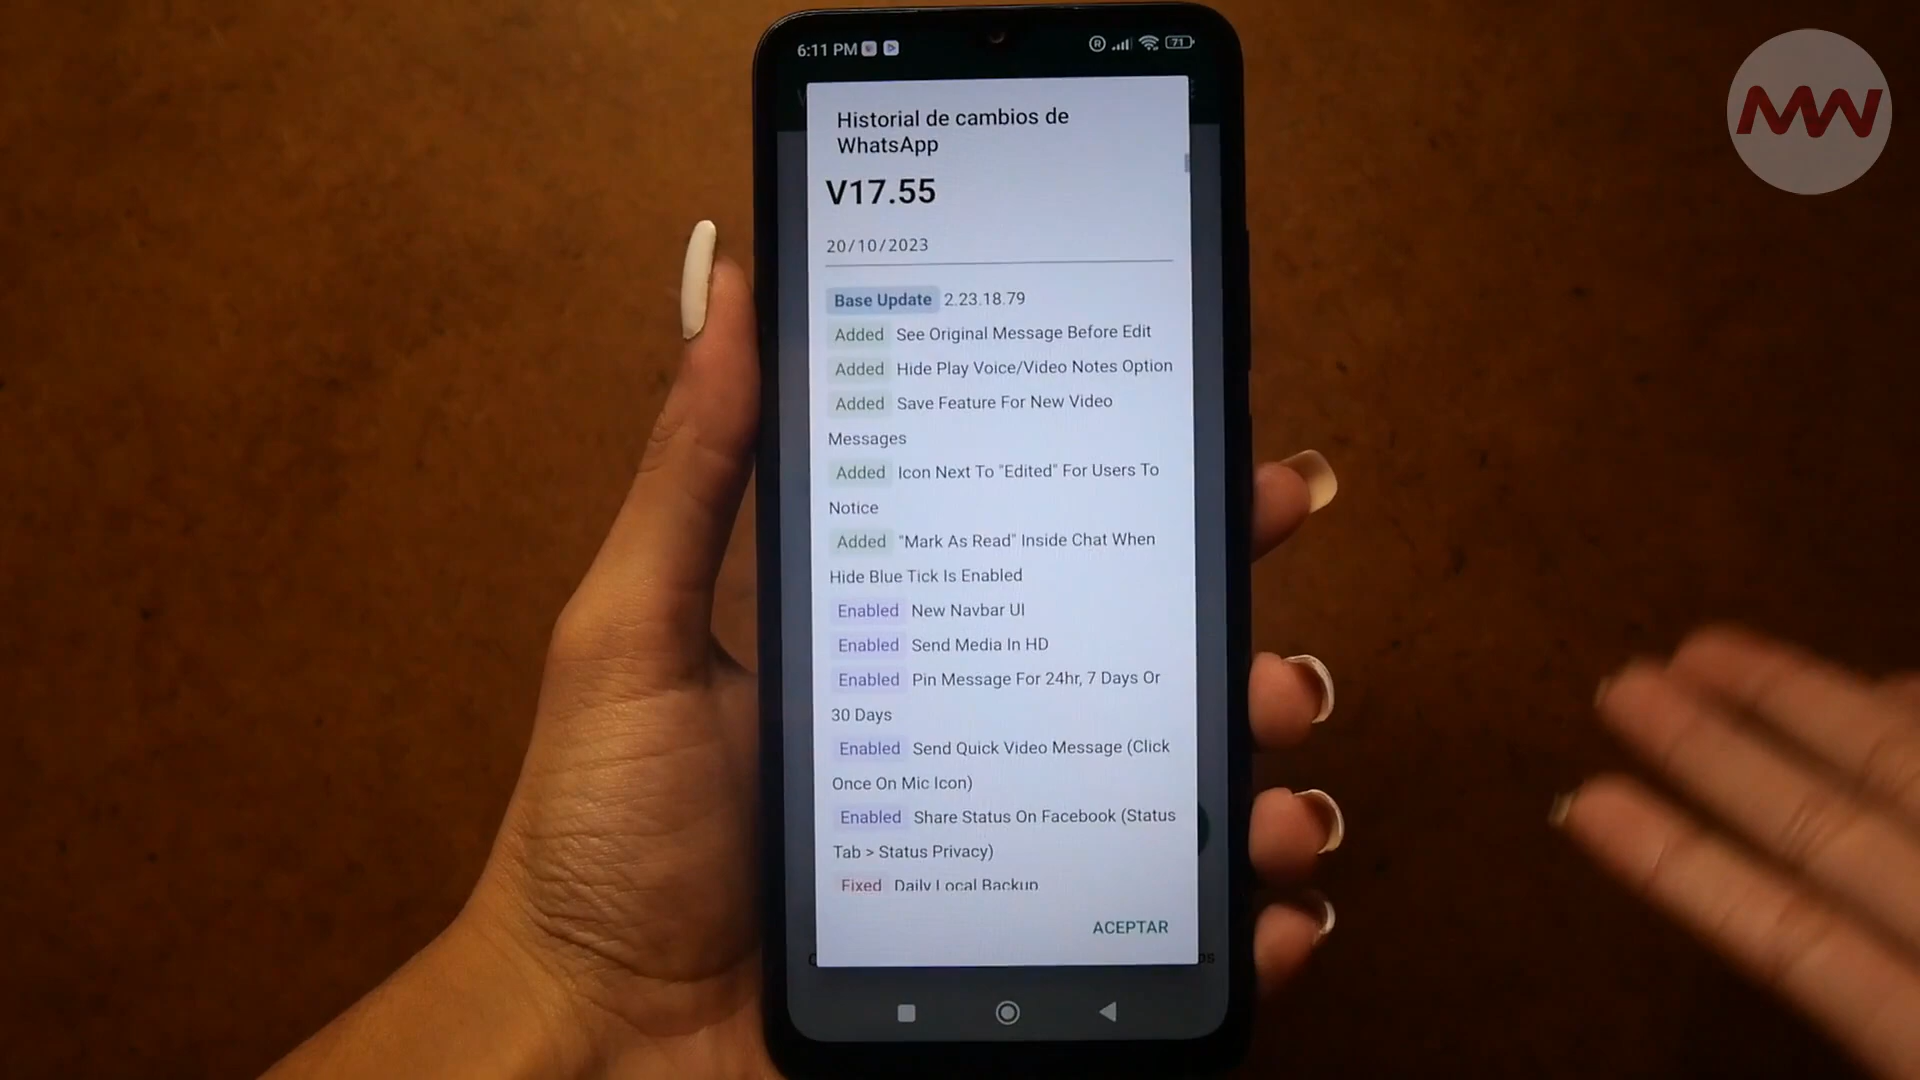 6:11 PM
71
MW
Historial de cambios de
WhatsApp
V17.55
20/10/2023
Base Update 2.23.18.79
Added See Original Message Before Edit
Added Hide Play Voice/Video Notes Option
Added Save Feature For New Video
Messages
Added Icon Next To "Edited" For Users To
Notice
Added "Mark As Read" Inside Chat When
Hide Blue Tick Is Enabled
Enabled New Navbar UI
Enabled Send Media In HD
Enabled Pin Message For 24hr, 7 Days Or
30 Days
Enabled Send Quick Video Message (Click
Once On Mic Icon)
Enabled Share Status On Facebook (Status
Tab > Status Privacy)
Fixed Daily Local Backup
ACEPTAR